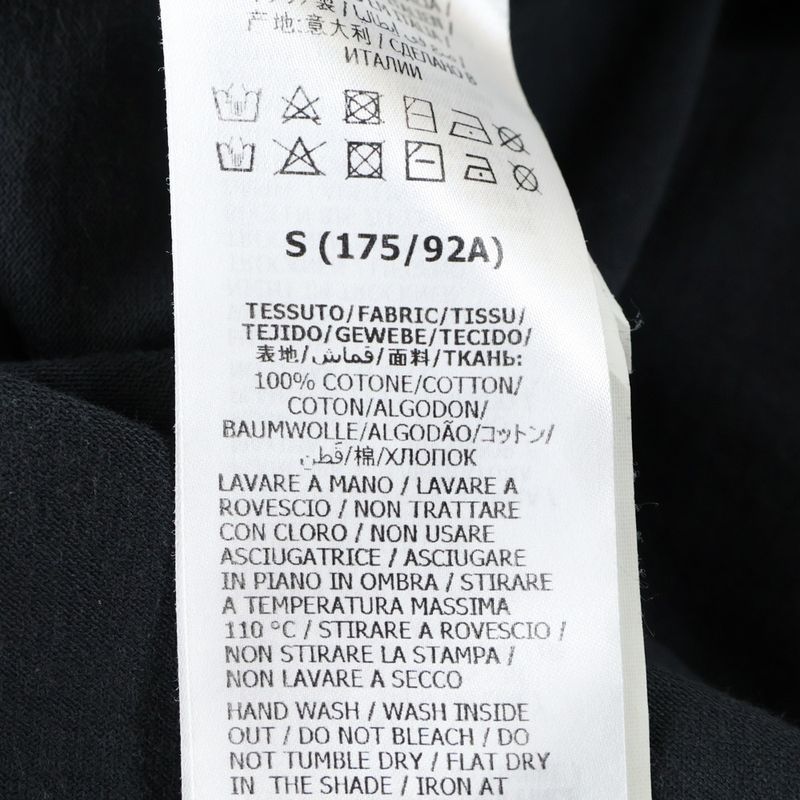 产地:意大利/СДЕЛАНО В
ИТАЛИИ
S (175/92A)
TESSUTO/FABRIC/TISSU/
TEJIDO/GEWEBE/TECIDO/
表地/قماش/面料/ТКАНЬ:
100% COTONE/COTTON/
COTON/ALGODON/
BAUMWOLLE/ALGODÃO/コットン/
قطن/棉/ХЛОПОК
LAVARE A MANO / LAVARE A
ROVESCIO / NON TRATTARE
CON CLORO / NON USARE
ASCIUGATRICE / ASCIUGARE
IN PIANO IN OMBRA / STIRARE
A TEMPERATURA MASSIMA
110 °C / STIRARE A ROVESCIO /
NON STIRARE LA STAMPA /
NON LAVARE A SECCO
HAND WASH / WASH INSIDE
OUT / DO NOT BLEACH / DO
NOT TUMBLE DRY / FLAT DRY
IN THE SHADE / IRON AT